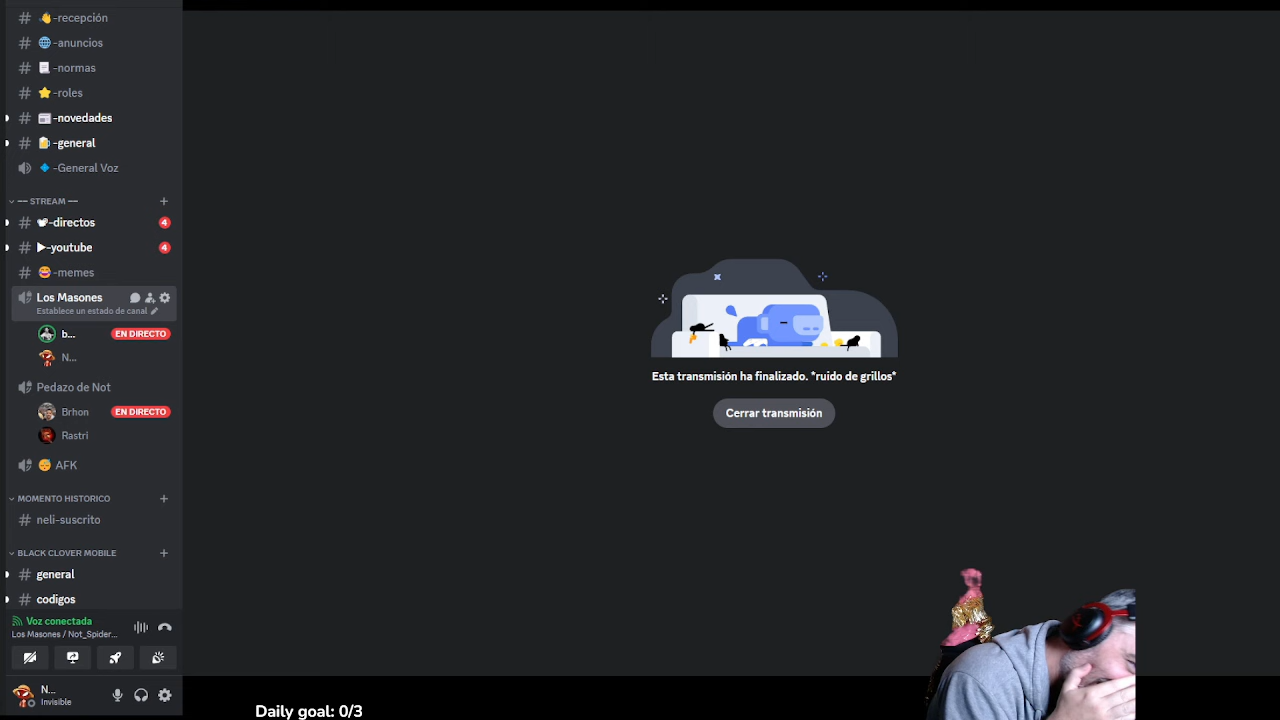 -recepción
-anuncios
-normas
-roles
-novedades
-general
-General Voz
-- STREAM --
-directos 4
-youtube 4
-memes
Los Masones
Establece un estado de canal
b... EN DIRECTO
N...
Pedazo de Not
Brhon EN DIRECTO
Rastri
AFK
MOMENTO HISTORICO
neli-suscrito
BLACK CLOVER MOBILE
general
codigos
Voz conectada
Los Masones / Not_Spider...
N...
Invisible
Esta transmisión ha finalizado. *ruido de grillos*
Cerrar transmisión
Daily goal: 0/3